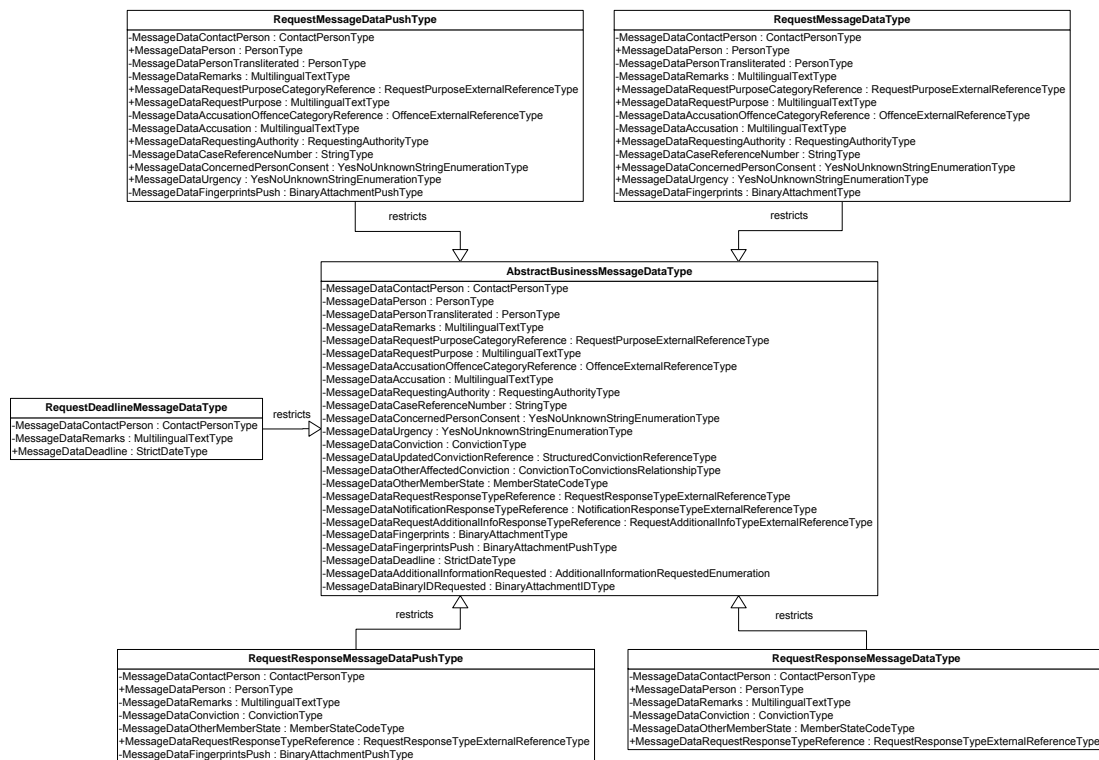 RequestMessageDataPushType
-MessageDataContactPerson : ContactPersonType
+MessageDataPerson : PersonType
-MessageDataPersonTransliterated : PersonType
-MessageDataRemarks : MultilingualTextType
+MessageDataRequestPurposeCategoryReference : RequestPurposeExternalReferenceType
+MessageDataRequestPurpose : MultilingualTextType
-MessageDataAccusationOffenceCategoryReference : OffenceExternalReferenceType
-MessageDataAccusation : MultilingualTextType
+MessageDataRequestingAuthority : RequestingAuthorityType
-MessageDataCaseReferenceNumber : StringType
+MessageDataConcernedPersonConsent : YesNoUnknownStringEnumerationType
+MessageDataUrgency : YesNoUnknownStringEnumerationType
-MessageDataFingerprintsPush : BinaryAttachmentPushType
RequestMessageDataType
-MessageDataContactPerson : ContactPersonType
+MessageDataPerson : PersonType
-MessageDataPersonTransliterated : PersonType
-MessageDataRemarks : MultilingualTextType
+MessageDataRequestPurposeCategoryReference : RequestPurposeExternalReferenceType
+MessageDataRequestPurpose : MultilingualTextType
-MessageDataAccusationOffenceCategoryReference : OffenceExternalReferenceType
-MessageDataAccusation : MultilingualTextType
+MessageDataRequestingAuthority : RequestingAuthorityType
-MessageDataCaseReferenceNumber : StringType
+MessageDataConcernedPersonConsent : YesNoUnknownStringEnumerationType
+MessageDataUrgency : YesNoUnknownStringEnumerationType
-MessageDataFingerprints : BinaryAttachmentType
restricts
restricts
AbstractBusinessMessageDataType
-MessageDataContactPerson : ContactPersonType
-MessageDataPerson : PersonType
-MessageDataPersonTransliterated : PersonType
-MessageDataRemarks : MultilingualTextType
-MessageDataRequestPurposeCategoryReference : RequestPurposeExternalReferenceType
-MessageDataRequestPurpose : MultilingualTextType
-MessageDataAccusationOffenceCategoryReference : OffenceExternalReferenceType
-MessageDataAccusation : MultilingualTextType
-MessageDataRequestingAuthority : RequestingAuthorityType
-MessageDataCaseReferenceNumber : StringType
-MessageDataConcernedPersonConsent : YesNoUnknownStringEnumerationType
-MessageDataUrgency : YesNoUnknownStringEnumerationType
-MessageDataConviction : ConvictionType
-MessageDataUpdatedConvictionReference : StructuredConvictionReferenceType
-MessageDataOtherAffectedConviction : ConvictionToConvictionsRelationshipType
-MessageDataOtherMemberState : MemberStateCodeType
-MessageDataRequestResponseTypeReference : RequestResponseTypeExternalReferenceType
-MessageDataNotificationResponseTypeReference : NotificationResponseTypeExternalReferenceType
-MessageDataRequestAdditionalInfoResponseTypeReference : RequestAdditionalInfoTypeExternalReferenceType
-MessageDataFingerprints : BinaryAttachmentType
-MessageDataFingerprintsPush : BinaryAttachmentPushType
-MessageDataDeadline : StrictDateType
-MessageDataAdditionalInformationRequested : AdditionalInformationRequestedEnumeration
-MessageDataBinaryIDRequested : BinaryAttachmentIDType
RequestDeadlineMessageDataType
-MessageDataContactPerson : ContactPersonType
-MessageDataRemarks : MultilingualTextType
+MessageDataDeadline : StrictDateType
restricts
restricts
restricts
RequestResponseMessageDataPushType
-MessageDataContactPerson : ContactPersonType
+MessageDataPerson : PersonType
-MessageDataRemarks : MultilingualTextType
-MessageDataConviction : ConvictionType
-MessageDataOtherMemberState : MemberStateCodeType
+MessageDataRequestResponseTypeReference : RequestResponseTypeExternalReferenceType
-MessageDataFingerprintsPush : BinaryAttachmentPushType
RequestResponseMessageDataType
-MessageDataContactPerson : ContactPersonType
+MessageDataPerson : PersonType
-MessageDataRemarks : MultilingualTextType
-MessageDataConviction : ConvictionType
-MessageDataOtherMemberState : MemberStateCodeType
+MessageDataRequestResponseTypeReference : RequestResponseTypeExternalReferenceType